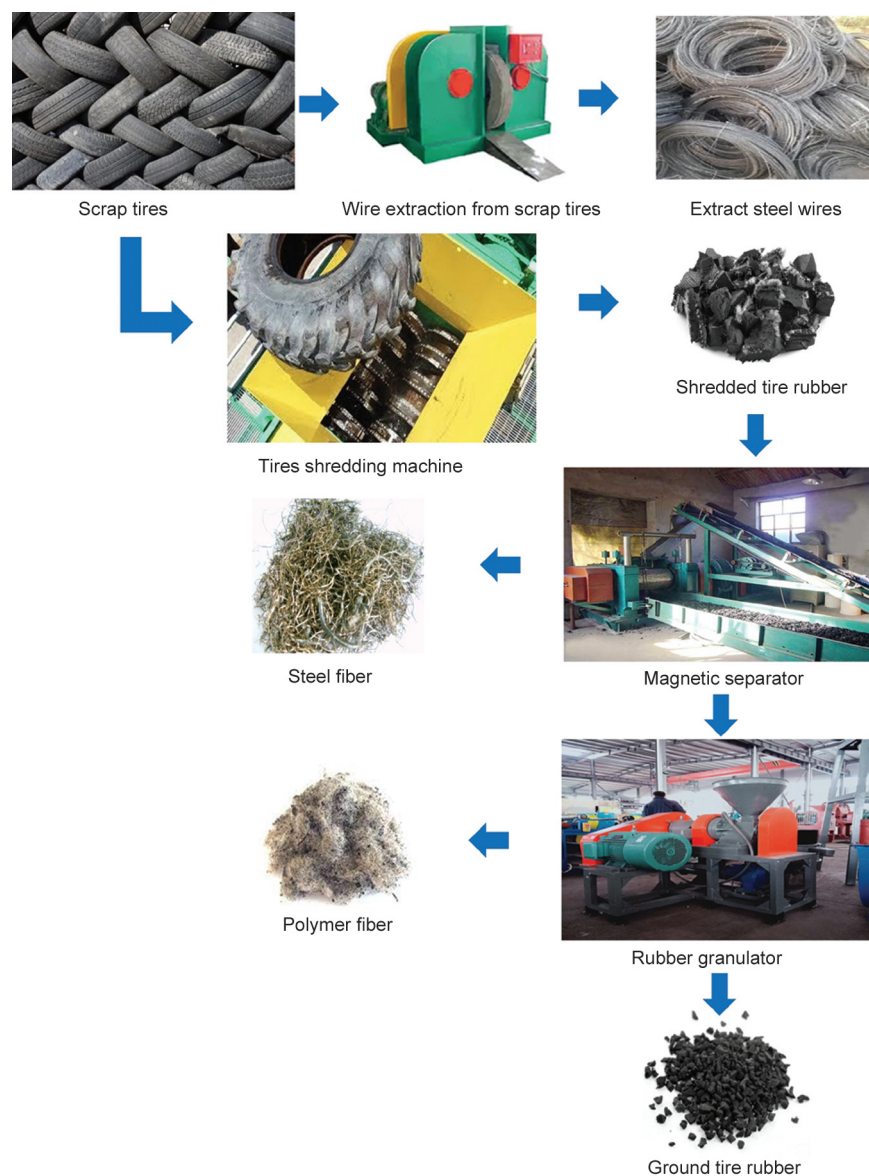 Scrap tires
Wire extraction from scrap tires
Extract steel wires
Shredded tire rubber
Tires shredding machine
Steel fiber
Magnetic separator
Polymer fiber
Rubber granulator
Ground tire rubber